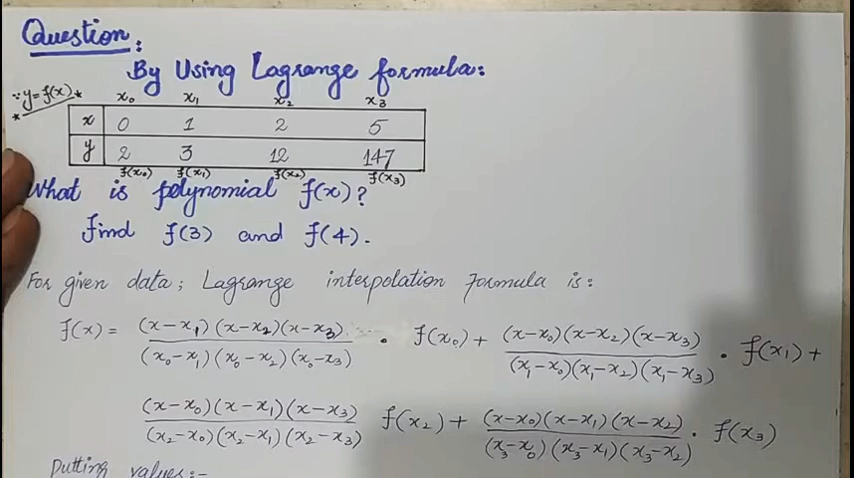 Question:
By Using Lagrange formula:
∵ y=f(x)
x₀ x₁ x₂ x₃
x 0 1 2 5
y 2 3 12 147
f(x₀) f(x₁) f(x₂) f(x₃)
What is polynomial f(x)?
find f(3) and f(4).
For given data; Lagrange interpolation formula is:
f(x) = (x-x₁)(x-x₂)(x-x₃)/(x₀-x₁)(x₀-x₂)(x₀-x₃) . f(x₀) + (x-x₀)(x-x₂)(x-x₃)/(x₁-x₀)(x₁-x₂)(x₁-x₃) . f(x₁) +
(x-x₀)(x-x₁)(x-x₃)/(x₂-x₀)(x₂-x₁)(x₂-x₃) f(x₂) + (x-x₀)(x-x₁)(x-x₂)/(x₃-x₀)(x₃-x₁)(x₃-x₂) . f(x₃)
Putting values:-